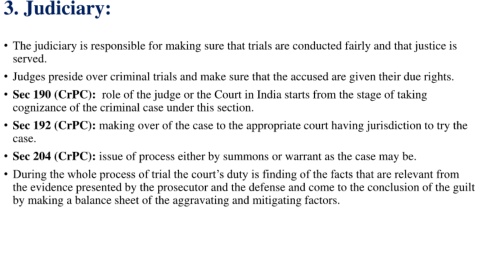 3. Judiciary:
• The judiciary is responsible for making sure that trials are conducted fairly and that justice is
served.
• Judges preside over criminal trials and make sure that the accused are given their due rights.
• Sec 190 (CrPC):  role of the judge or the Court in India starts from the stage of taking
cognizance of the criminal case under this section.
• Sec 192 (CrPC): making over of the case to the appropriate court having jurisdiction to try the
case.
• Sec 204 (CrPC): issue of process either by summons or warrant as the case may be.
• During the whole process of trial the court’s duty is finding of the facts that are relevant from
the evidence presented by the prosecutor and the defense and come to the conclusion of the guilt
by making a balance sheet of the aggravating and mitigating factors.